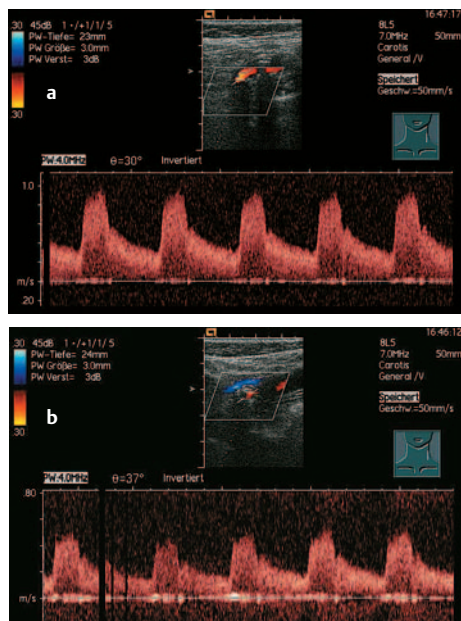 16:47:17
30 45dB 1 ·/+1/1/ 5
PW-Tiefe= 23mm
PW Größe= 3.0mm
PW Verst= 3dB
8L5
7.0MHz 50mm
Carotis
General /V
Speichert
Geschw.=50mm/s
a
30
PW:4.0MHz θ=30° Invertiert
1.0
m/s
.20
16:46:12
30 45dB 1 ·/+1/1/ 5
PW-Tiefe= 24mm
PW Größe= 3.0mm
PW Verst= 3dB
8L5
7.0MHz 50mm
Carotis
General /V
Speichert
Geschw.=50mm/s
b
30
PW:4.0MHz θ=37° Invertiert
.80
m/s